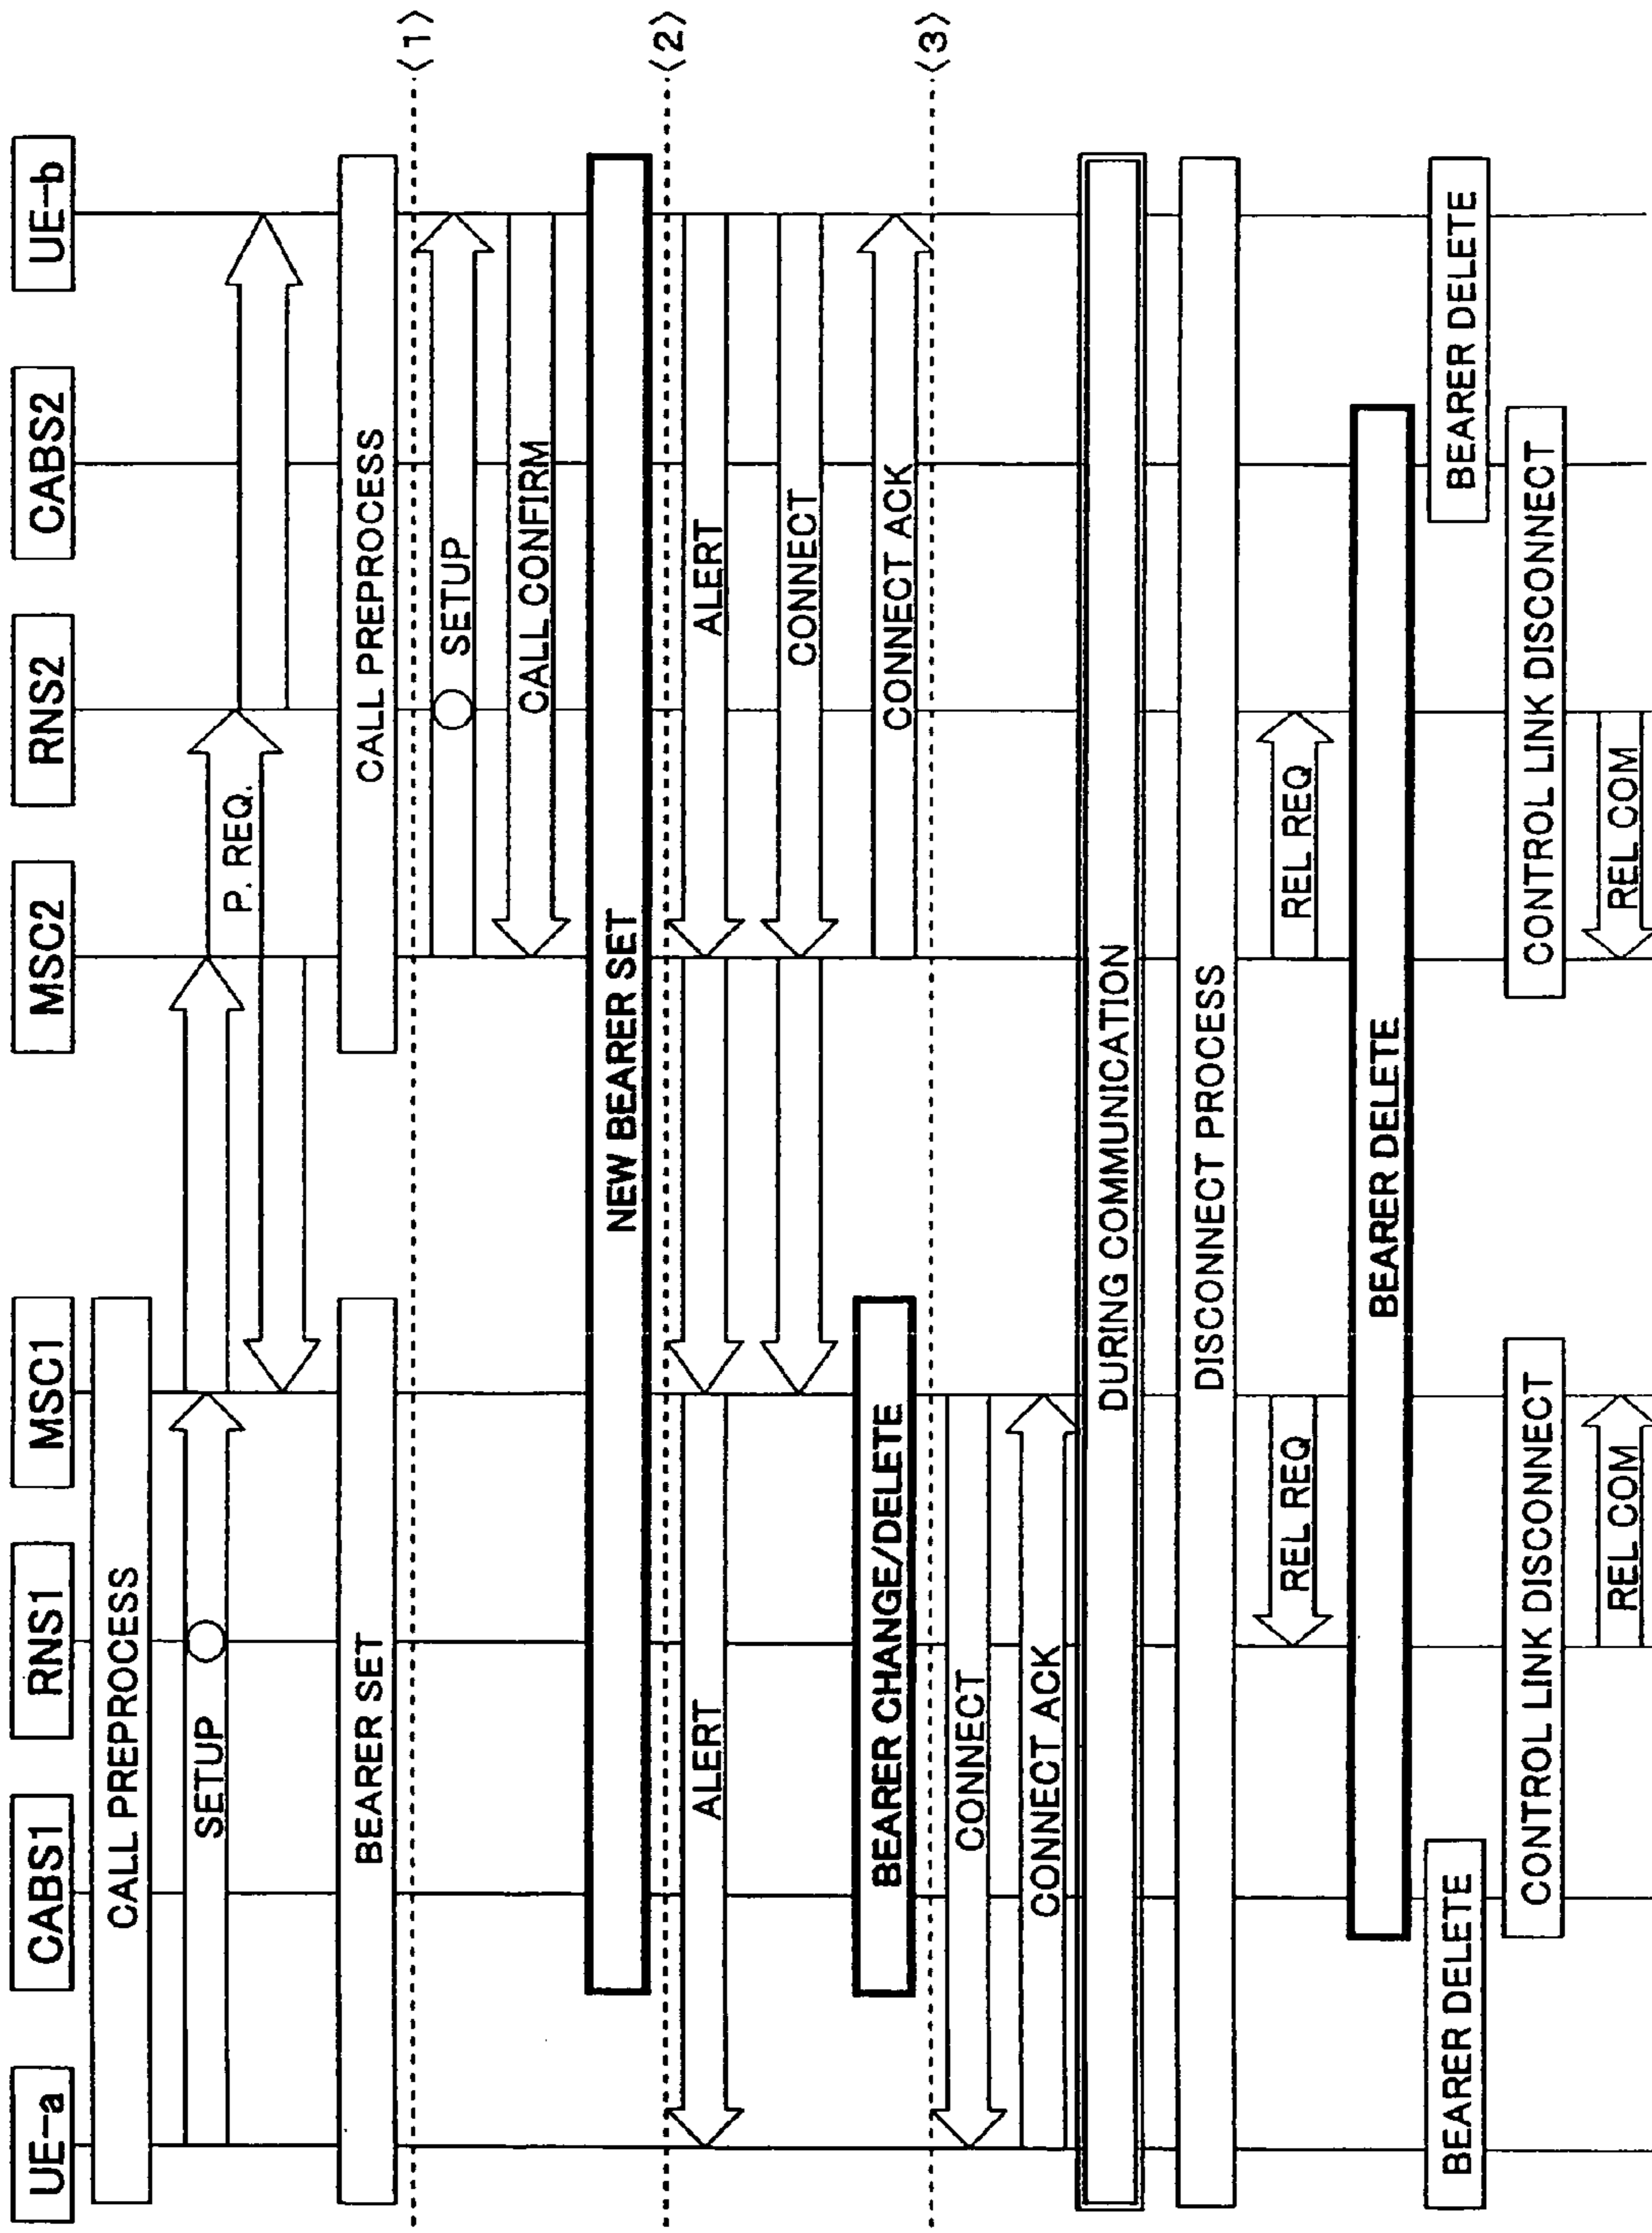 UE-a
CABS1
RNS1
MSC1
MSC2
RNS2
CABS2
UE-b
CALL PREPROCESS
SETUP
P. REQ.
BEARER SET
CALL PREPROCESS
<1>
SETUP
CALL CONFIRM
NEW BEARER SET
<2>
ALERT
ALERT
CONNECT
BEARER CHANGE/DELETE
CONNECT ACK
<3>
CONNECT
CONNECT ACK
DURING COMMUNICATION
DISCONNECT PROCESS
REL REQ
REL REQ
BEARER DELETE
BEARER DELETE
BEARER DELETE
CONTROL LINK DISCONNECT
CONTROL LINK DISCONNECT
REL COM
REL COM